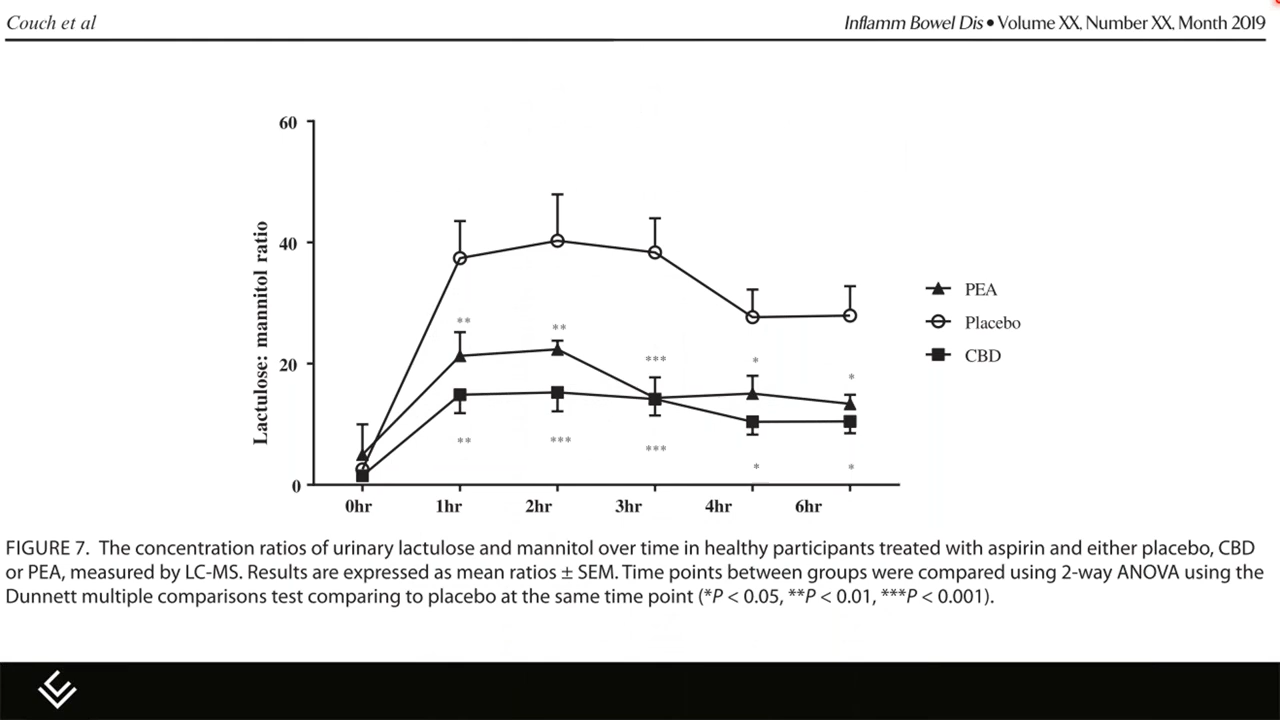 Couch et al
Inflamm Bowel Dis • Volume XX, Number XX, Month 2019
60
40
20
0
Lactulose: mannitol ratio
**
**
***
*
*
**
***
***
*
*
0hr 1hr 2hr 3hr 4hr 6hr
PEA
Placebo
CBD
FIGURE 7. The concentration ratios of urinary lactulose and mannitol over time in healthy participants treated with aspirin and either placebo, CBD
or PEA, measured by LC-MS. Results are expressed as mean ratios ± SEM. Time points between groups were compared using 2-way ANOVA using the
Dunnett multiple comparisons test comparing to placebo at the same time point (*P < 0.05, **P < 0.01, ***P < 0.001).